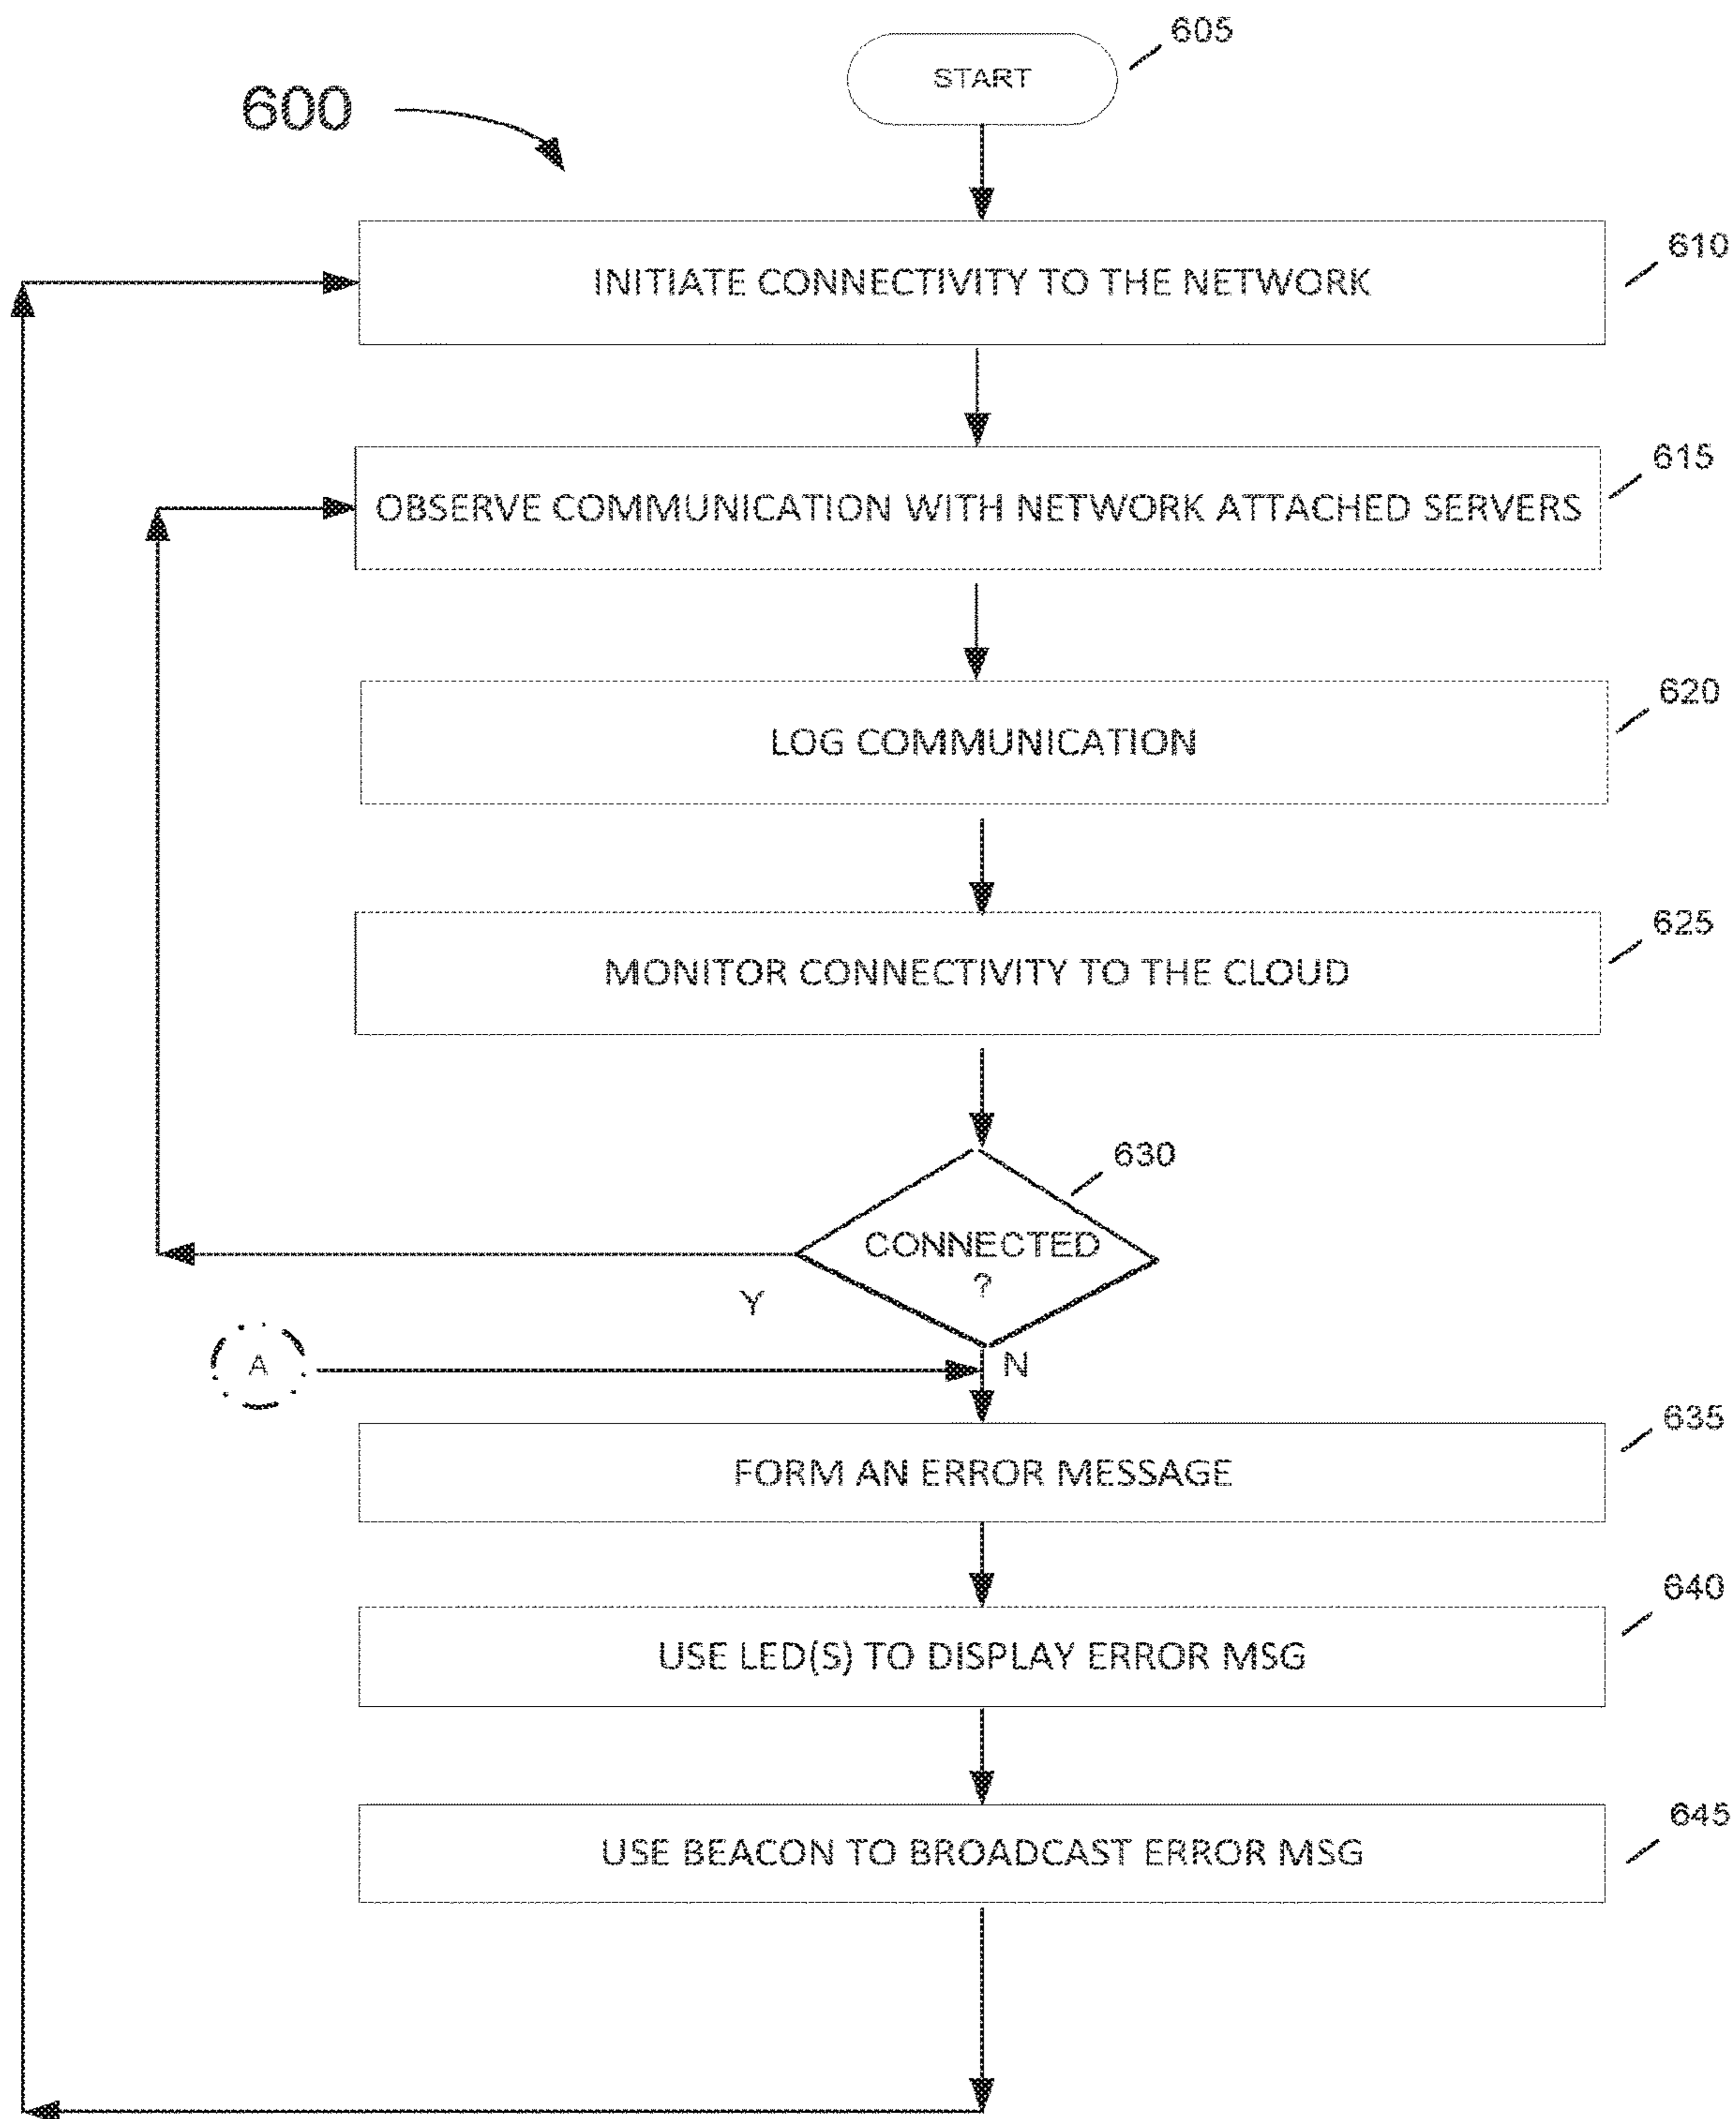 605
START
600
610
INITIATE CONNECTIVITY TO THE NETWORK
615
OBSERVE COMMUNICATION WITH NETWORK ATTACHED SERVERS
620
LOG COMMUNICATION
625
MONITOR CONNECTIVITY TO THE CLOUD
630
CONNECTED
?
Y
A
N
635
FORM AN ERROR MESSAGE
640
USE LED(S) TO DISPLAY ERROR MSG
645
USE BEACON TO BROADCAST ERROR MSG